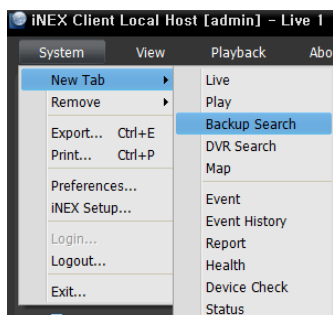 iNEX Client Local Host [admin] - Live 1
System View Playback Abo
New Tab
Remove
Export... Ctrl+E
Print... Ctrl+P
Preferences...
iNEX Setup...
Login...
Logout...
Exit...
Live
Play
Backup Search
DVR Search
Map
Event
Event History
Report
Health
Device Check
Status